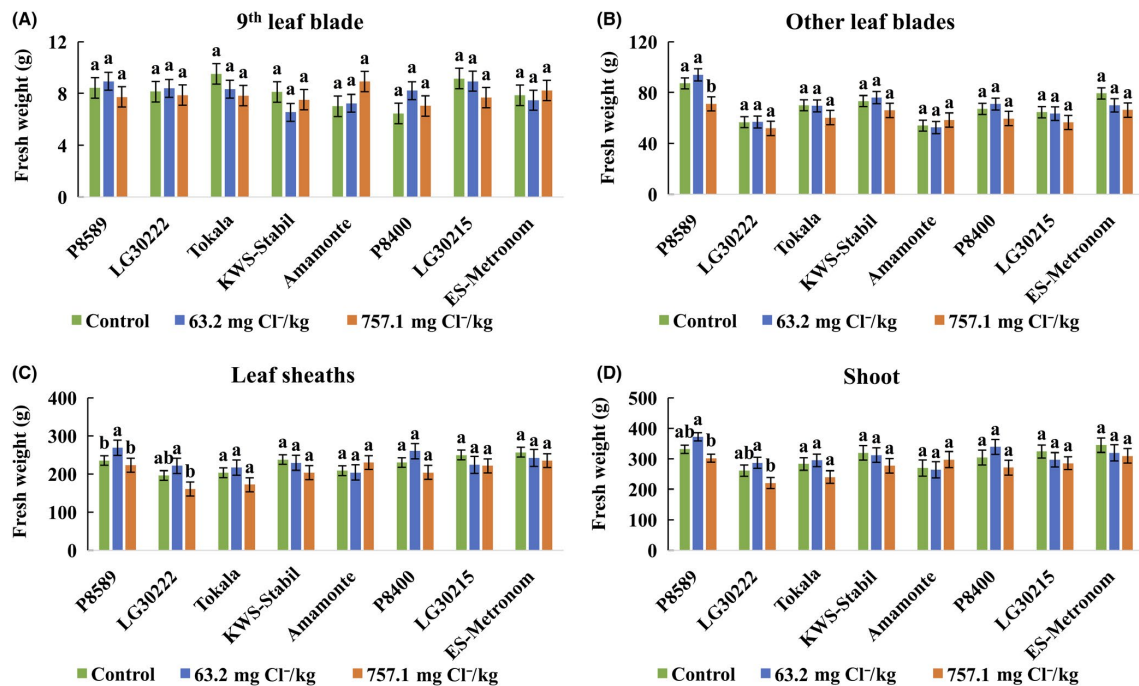 (A) 9th leaf blade
Fresh weight (g)
12
8
4
0
a a a a a a a a a a a a a a a a a a a a a a a a
P8589 LG30222 Tokala KWS-Stabil Amamonte P8400 LG30215 ES-Metronom
Control 63.2 mg Cl⁻/kg 757.1 mg Cl⁻/kg
(B) Other leaf blades
Fresh weight (g)
120
80
40
0
a a b a a a a a a a a a a a a a a a a a a a a a
P8589 LG30222 Tokala KWS-Stabil Amamonte P8400 LG30215 ES-Metronom
Control 63.2 mg Cl⁻/kg 757.1 mg Cl⁻/kg
(C) Leaf sheaths
Fresh weight (g)
400
300
200
100
0
b a b ab a b a a a a a a a a a a a a a a a a a a
P8589 LG30222 Tokala KWS-Stabil Amamonte P8400 LG30215 ES-Metronom
Control 63.2 mg Cl⁻/kg 757.1 mg Cl⁻/kg
(D) Shoot
Fresh weight (g)
500
400
300
200
100
0
ab a b ab a b a a a a a a a a a a a a a a a a a a
P8589 LG30222 Tokala KWS-Stabil Amamonte P8400 LG30215 ES-Metronom
Control 63.2 mg Cl⁻/kg 757.1 mg Cl⁻/kg